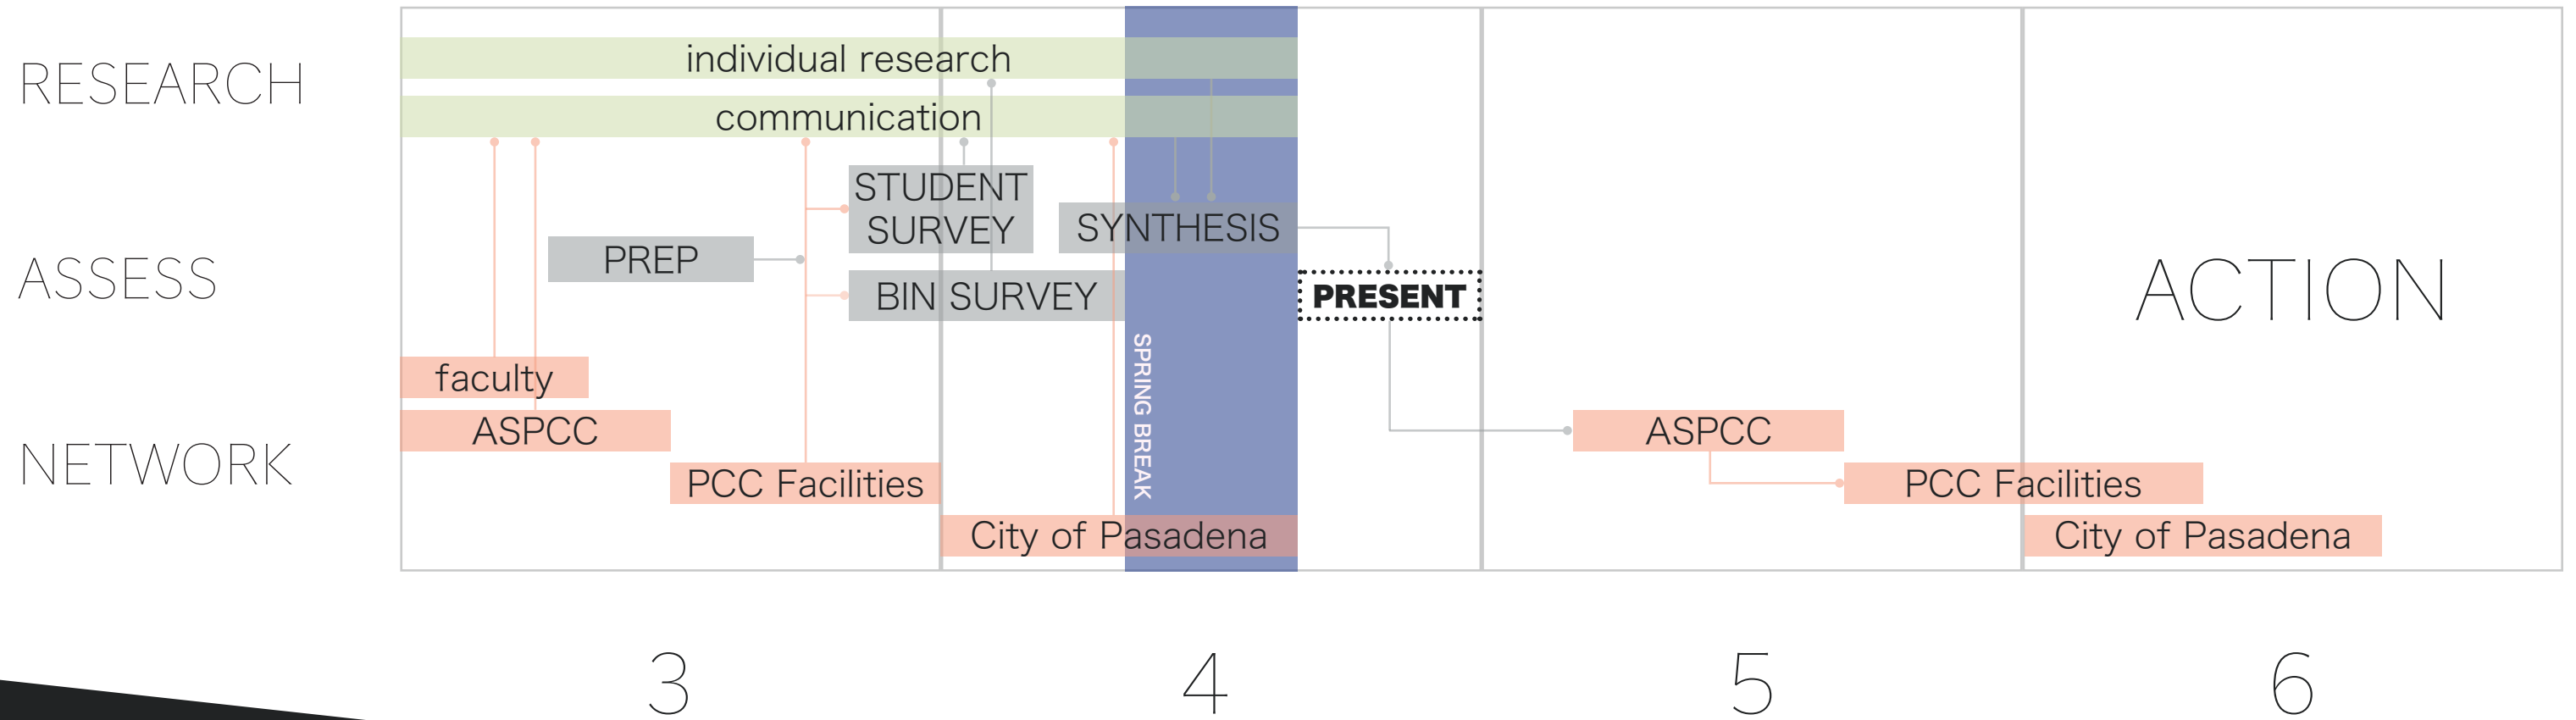 RESEARCH
individual research
communication
ASSESS
STUDENT
SURVEY
SYNTHESIS
PREP
BIN SURVEY
PRESENT
ACTION
SPRING BREAK
NETWORK
faculty
ASPCC
ASPCC
PCC Facilities
PCC Facilities
City of Pasadena
City of Pasadena
3
4
5
6